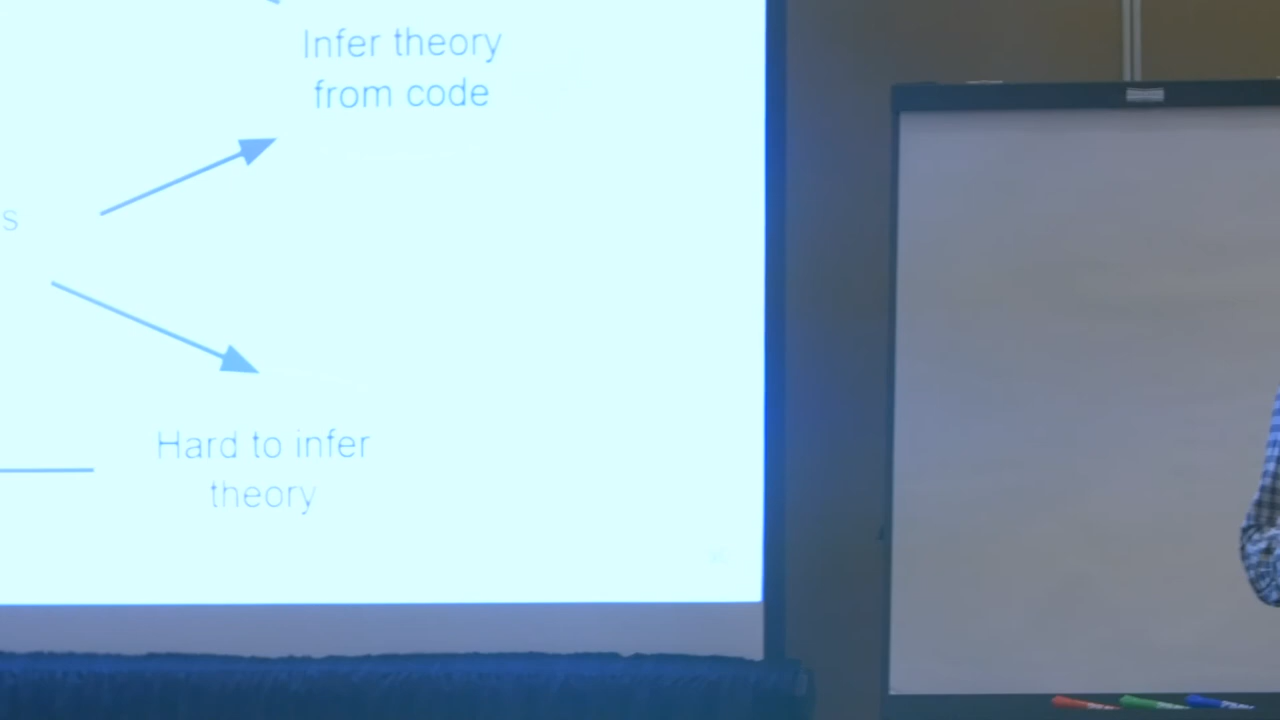 Infer theory
from code
s
Hard to infer
theory